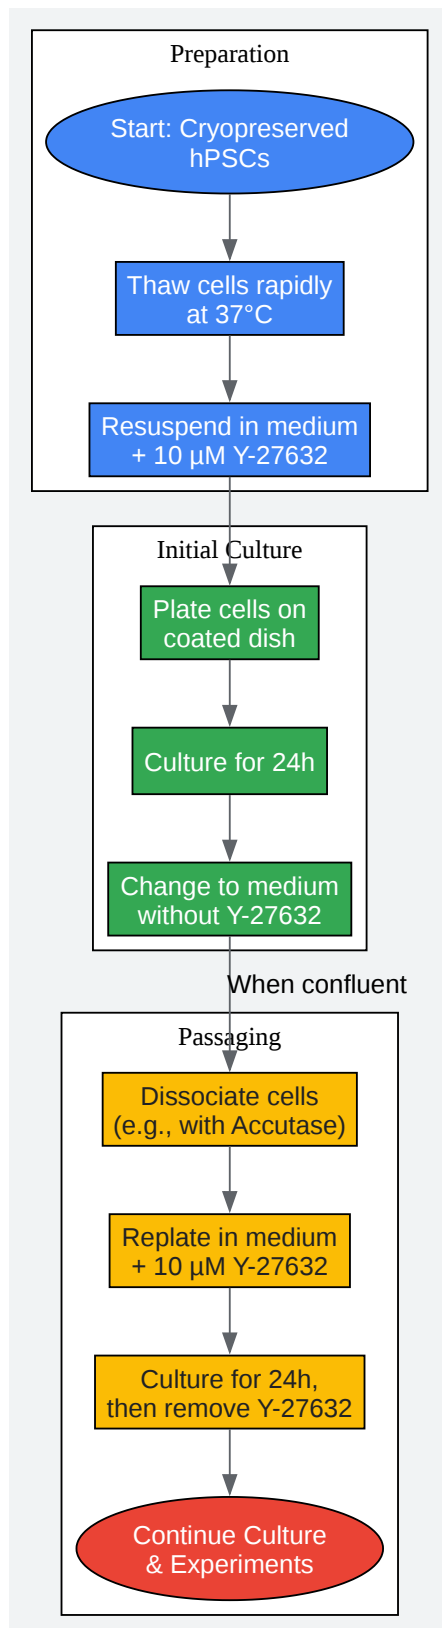 Preparation
Start: Cryopreserved
hPSCs
Thaw cells rapidly
at 37°C
Resuspend in medium
+ 10 µM Y-27632
Initial Culture
Plate cells on
coated dish
Culture for 24h
Change to medium
without Y-27632
When confluent
Passaging
Dissociate cells
(e.g., with Accutase)
Replate in medium
+ 10 µM Y-27632
Culture for 24h,
then remove Y-27632
Continue Culture
& Experiments